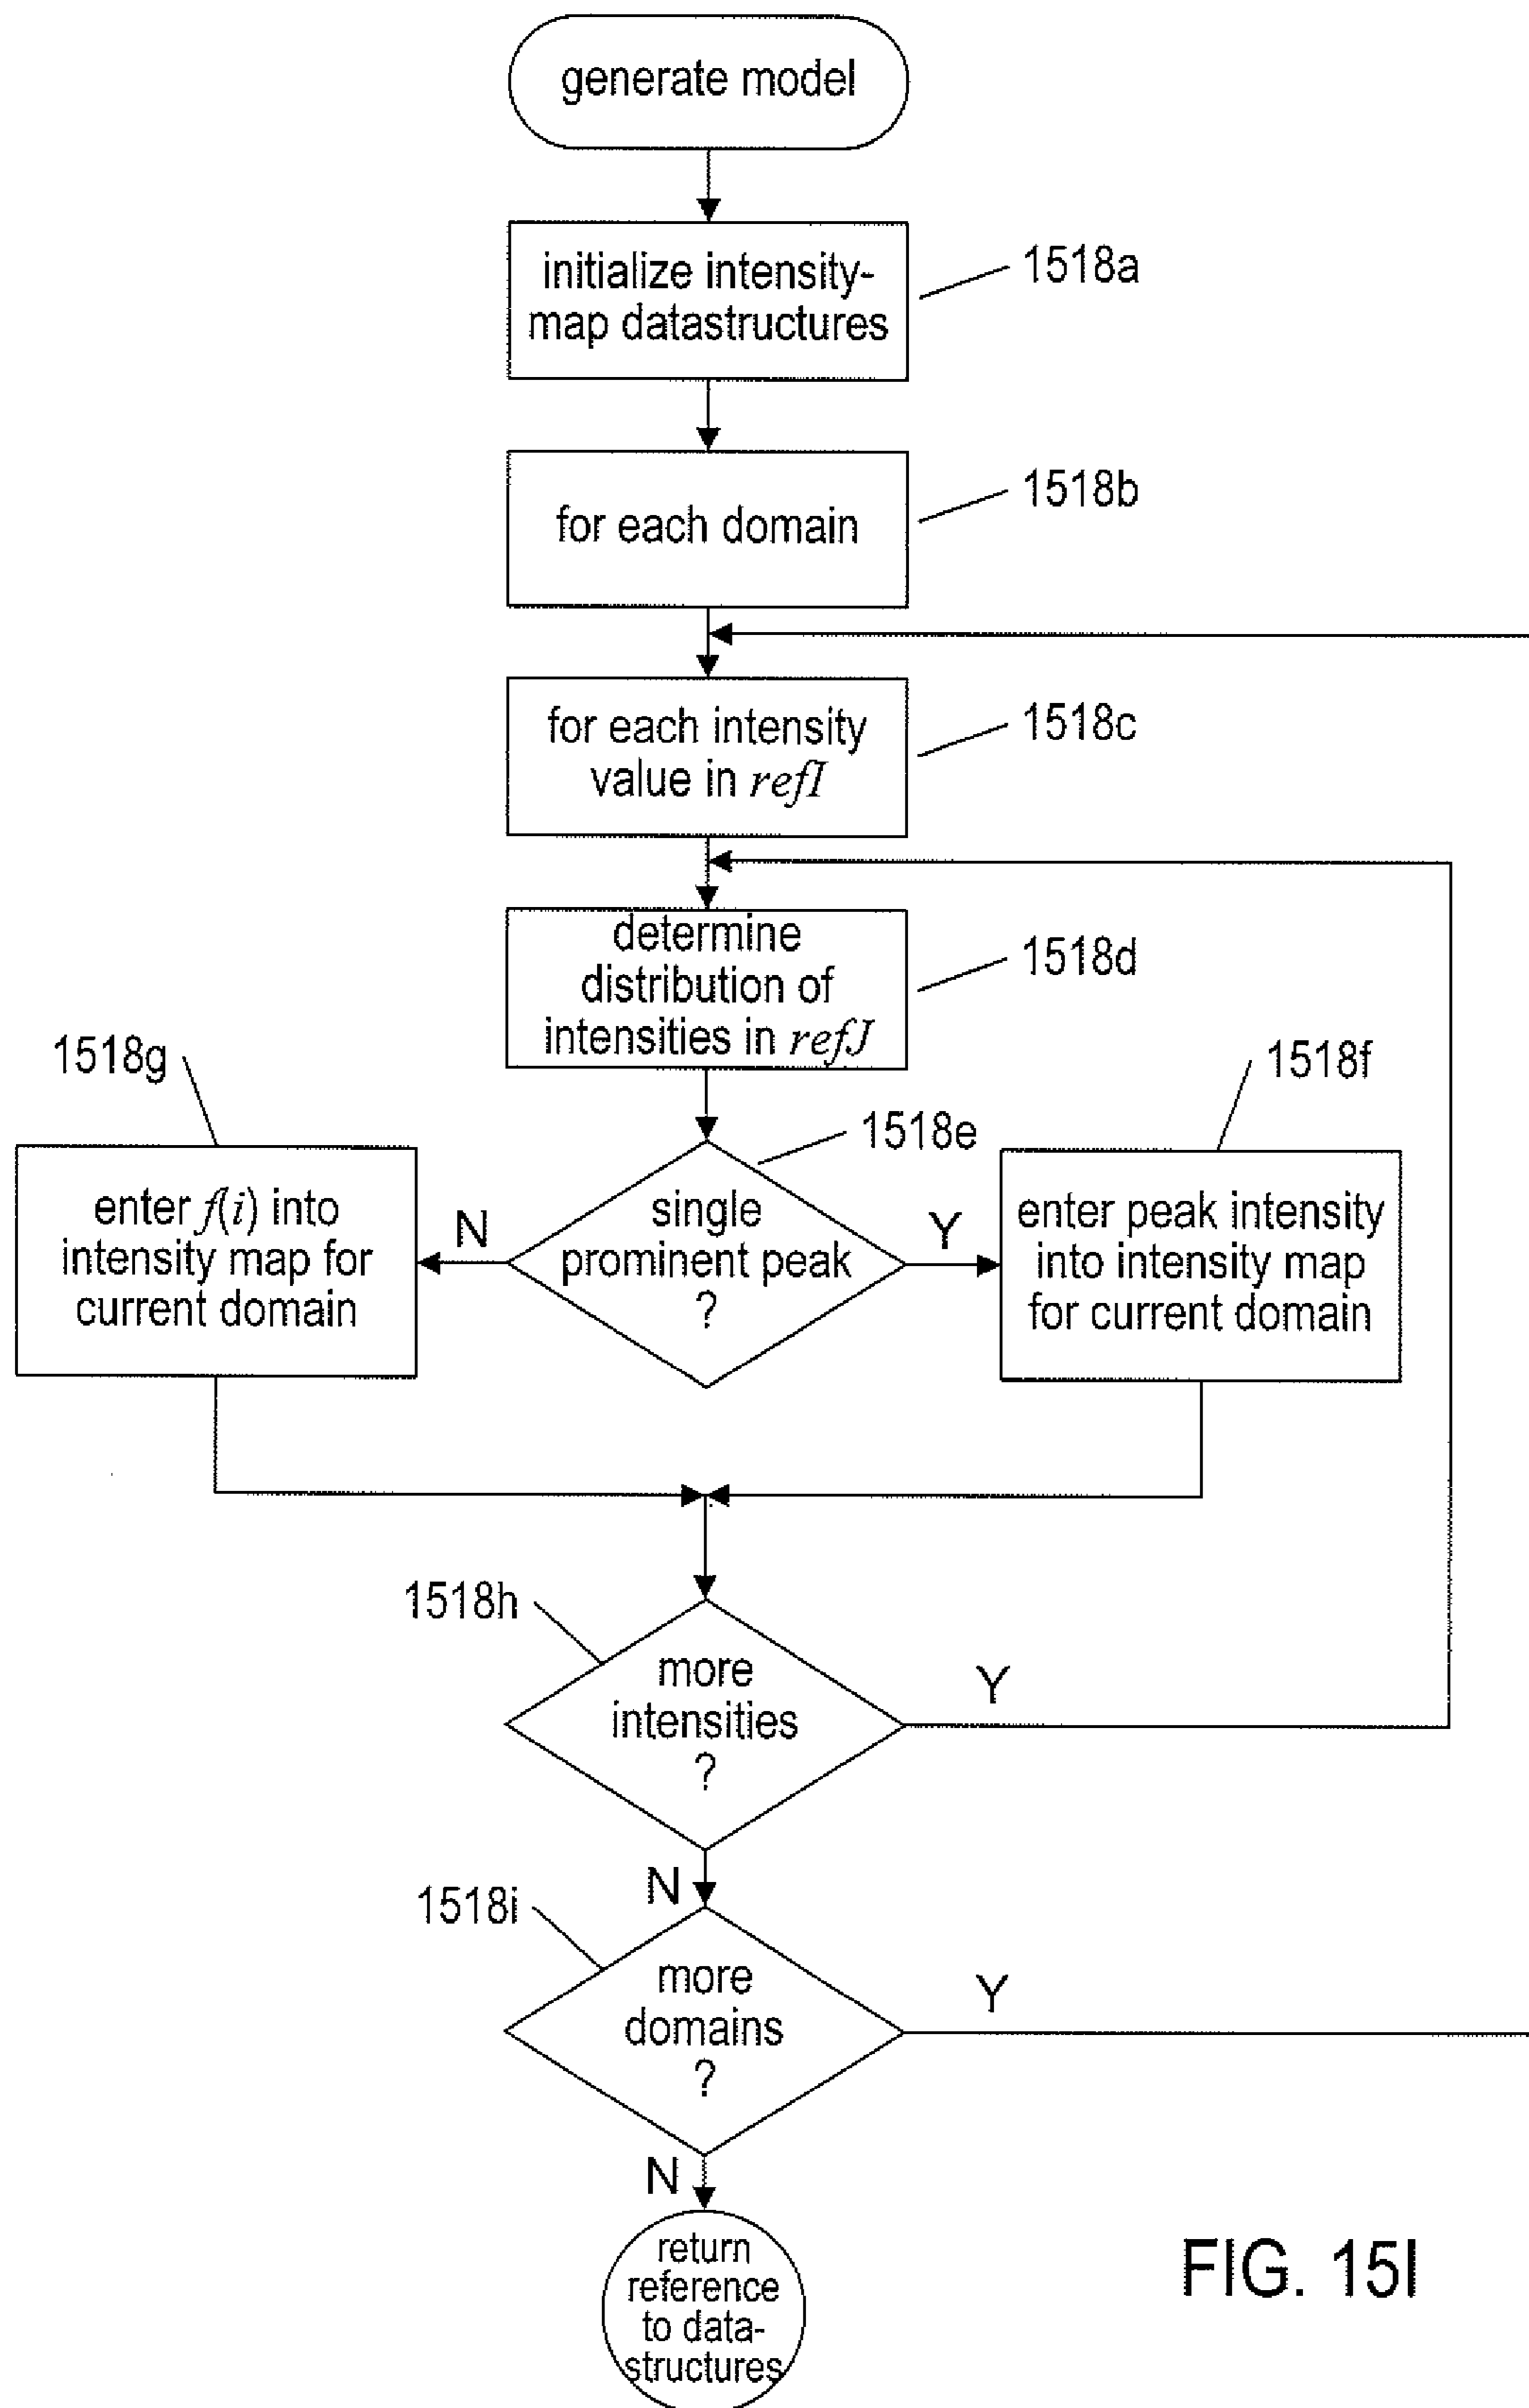 generate model
initialize intensity-
map datastructures
1518a
for each domain
1518b
for each intensity
value in refI
1518c
determine
distribution of
intensities in refJ
1518d
1518g
1518f
1518e
enter f(i) into
intensity map for
current domain
N
single
prominent peak
?
Y
enter peak intensity
into intensity map
for current domain
1518h
more
intensities
?
Y
N
1518i
more
domains
?
Y
N
return
reference
to data-
structures
FIG. 15I